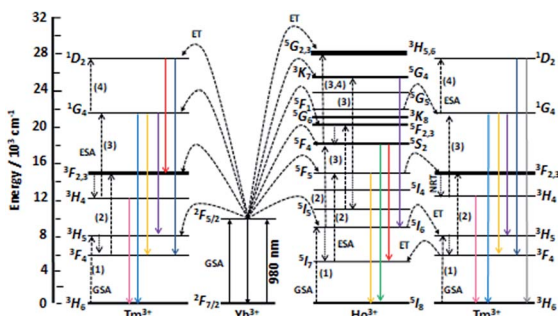 Energy / 10³ cm⁻¹
32
28
24
20
16
12
8
4
0
¹D₂
(4)
¹G₄
ESA
(3)
³F₂,₃
³H₄
(2)
³H₅
³F₄
(1)
GSA
³H₆
Tm³⁺
ET
²F₅/₂
GSA
980 nm
²F₇/₂
Yb³⁺
ET
³H₅,₆
⁵G₂,₃
³K₇
⁵G₄
(3,4)
⁵G₅
(3)
⁵F₁
³K₈
⁵G₆
⁵F₂,₃
⁵F₄
⁵S₂
(3)
⁵F₅
⁵I₄
(2)
(2)
⁵I₅
⁵I₆
ESA
ET
ET
⁵I₇
(1)
GSA
⁵I₈
Ho³⁺
¹D₂
(4)
ESA
¹G₄
(3)
³F₂,₃
NRT
³H₄
(2)
³H₅
³F₄
(1)
GSA
³H₆
Tm³⁺